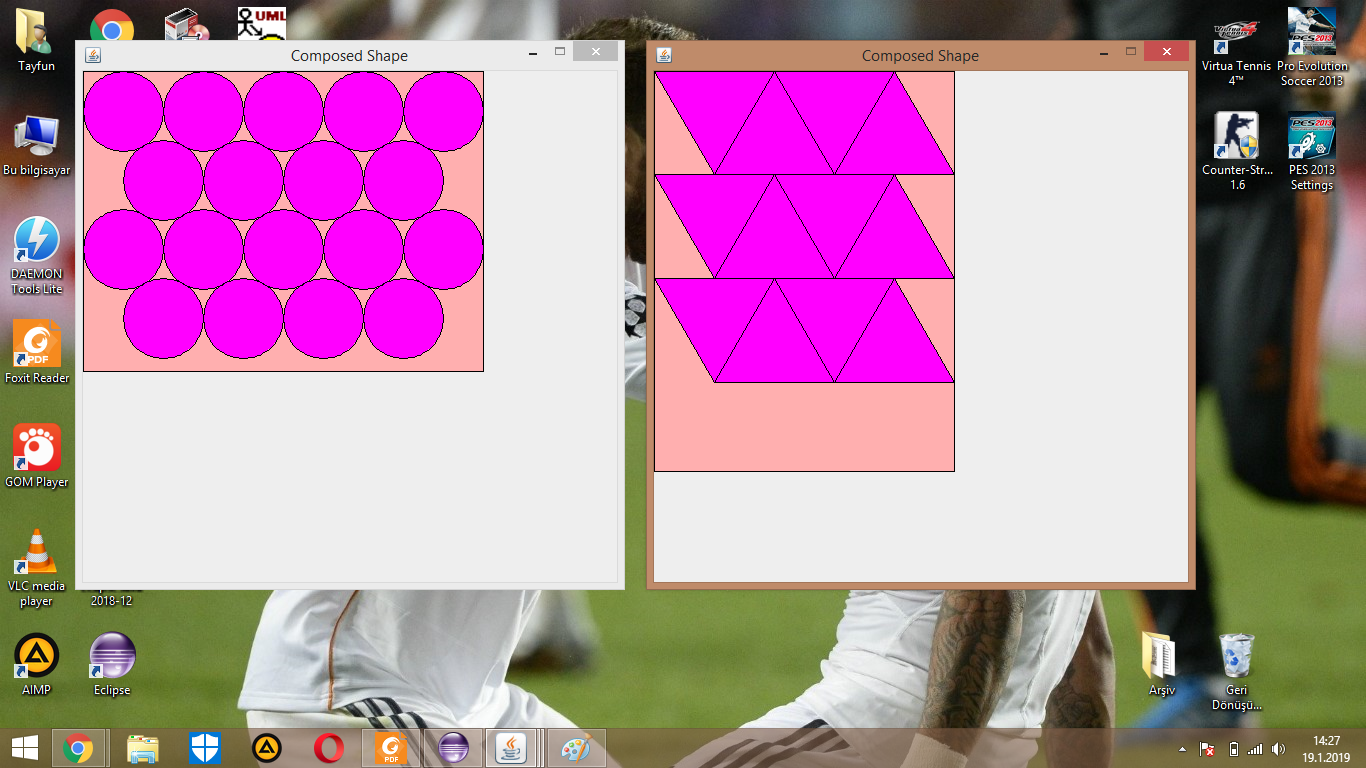 UML
Tayfun
Composed Shape
Composed Shape
Virtua Tennis
4™
Pro Evolution
Soccer 2013
Bu bilgisayar
Counter-Str...
1.6
PES2013
PES 2013
Settings
DAEMON
Tools Lite
PDF
Foxit Reader
GOM Player
VLC media
player
2018-12
AIMP
Eclipse
Arşiv
Geri
Dönüşü...
PDF
14:27
19.1.2019